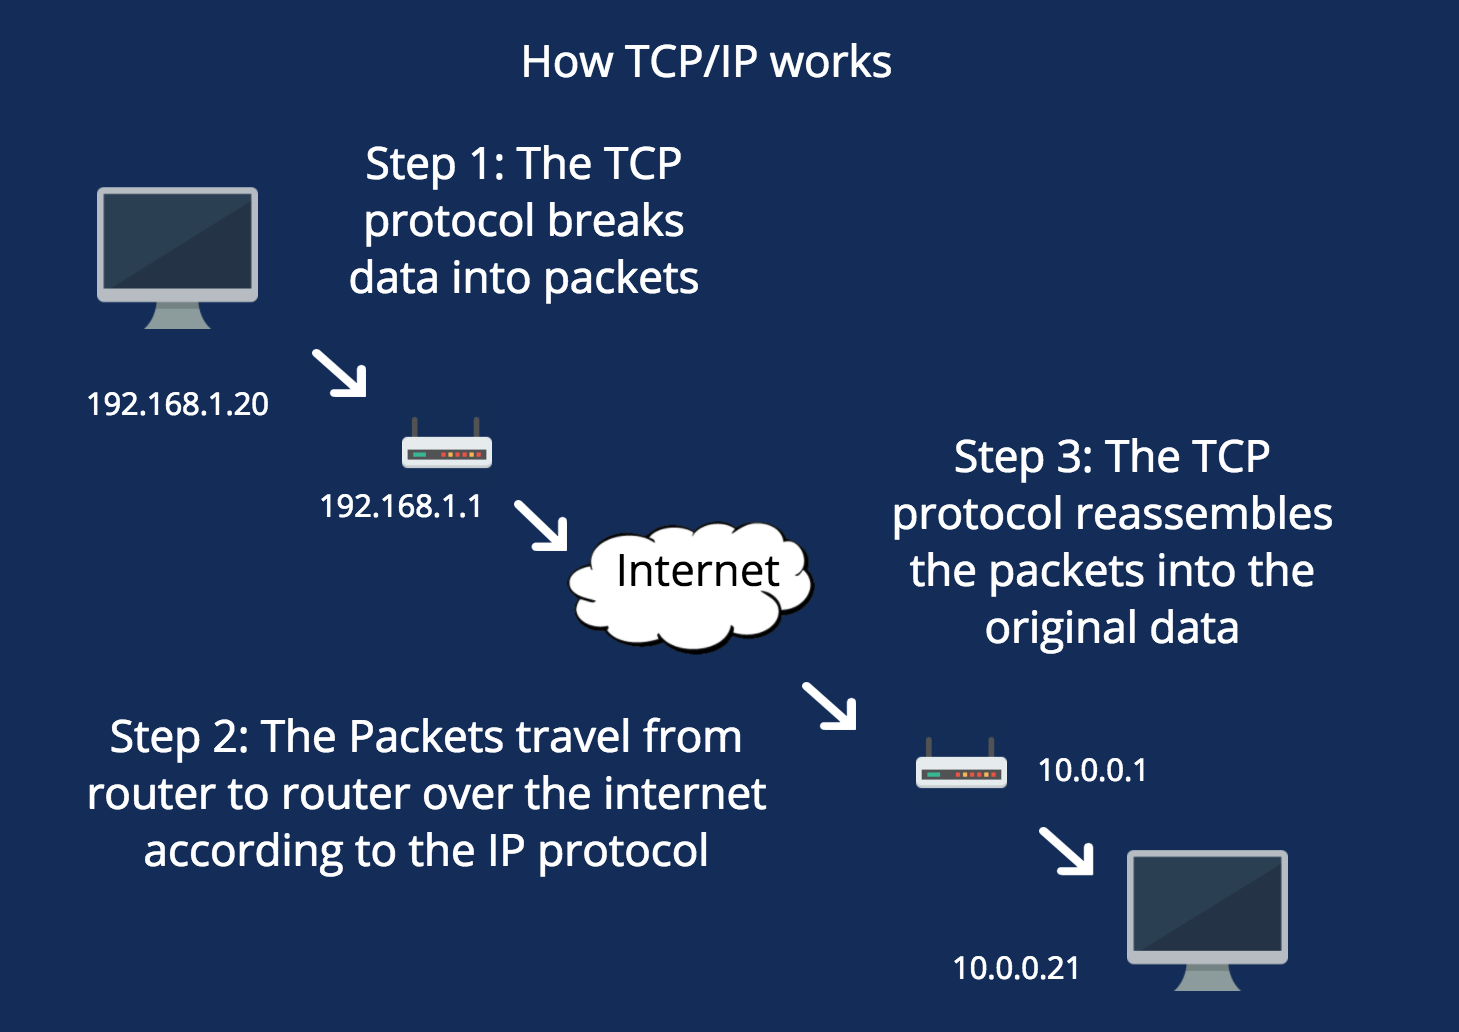 How TCP/IP works
Step 1: The TCP
protocol breaks
data into packets
192.168.1.20
192.168.1.1
Internet
Step 2: The Packets travel from
router to router over the internet
according to the IP protocol
Step 3: The TCP
protocol reassembles
the packets into the
original data
10.0.0.1
10.0.0.21